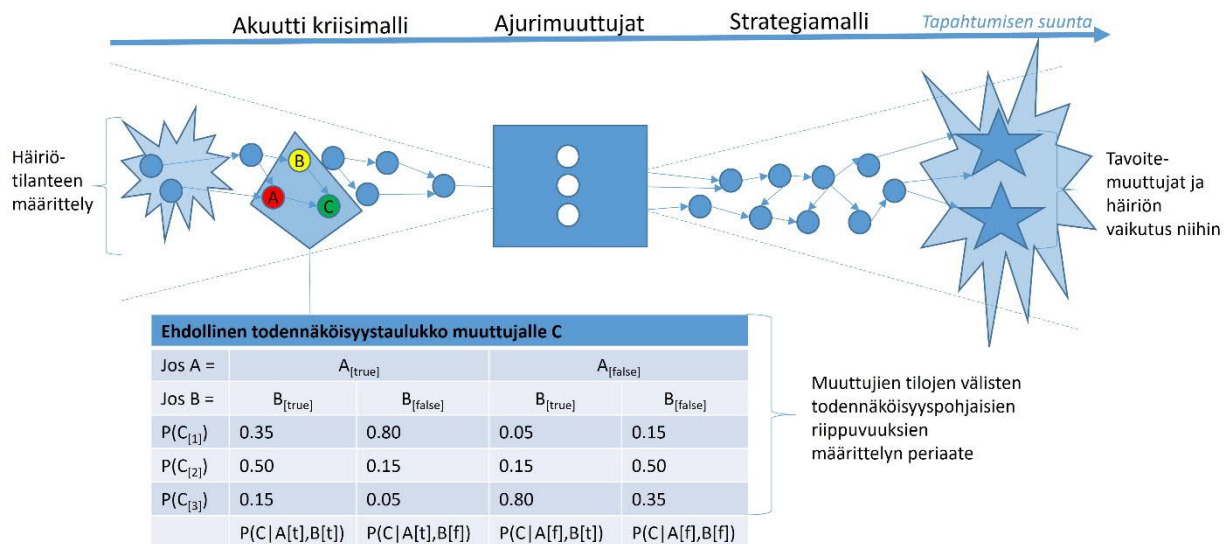 Akuutti kriisimalli
Ajurimuuttujat
Strategiamalli
Tapahtumisen suunta
Häiriö-
tilanteen
määrittely
B
A
C
Tavoite-
muuttujat ja
häiriön
vaikutus niihin
Ehdollinen todennäköisyystaulukko muuttujalle C
Jos A = A[true] A[false]
Jos B = B[true] B[false] B[true] B[false]
P(C[1]) 0.35 0.80 0.05 0.15
P(C[2]) 0.50 0.15 0.15 0.50
P(C[3]) 0.15 0.05 0.80 0.35
P(C|A[t],B[t]) P(C|A[t],B[f]) P(C|A[f],B[t]) P(C|A[f],B[f])
Muuttujien tilojen välisten
todennäköisyyspohjaisien
riippuvuuksien
määrittelyn periaate